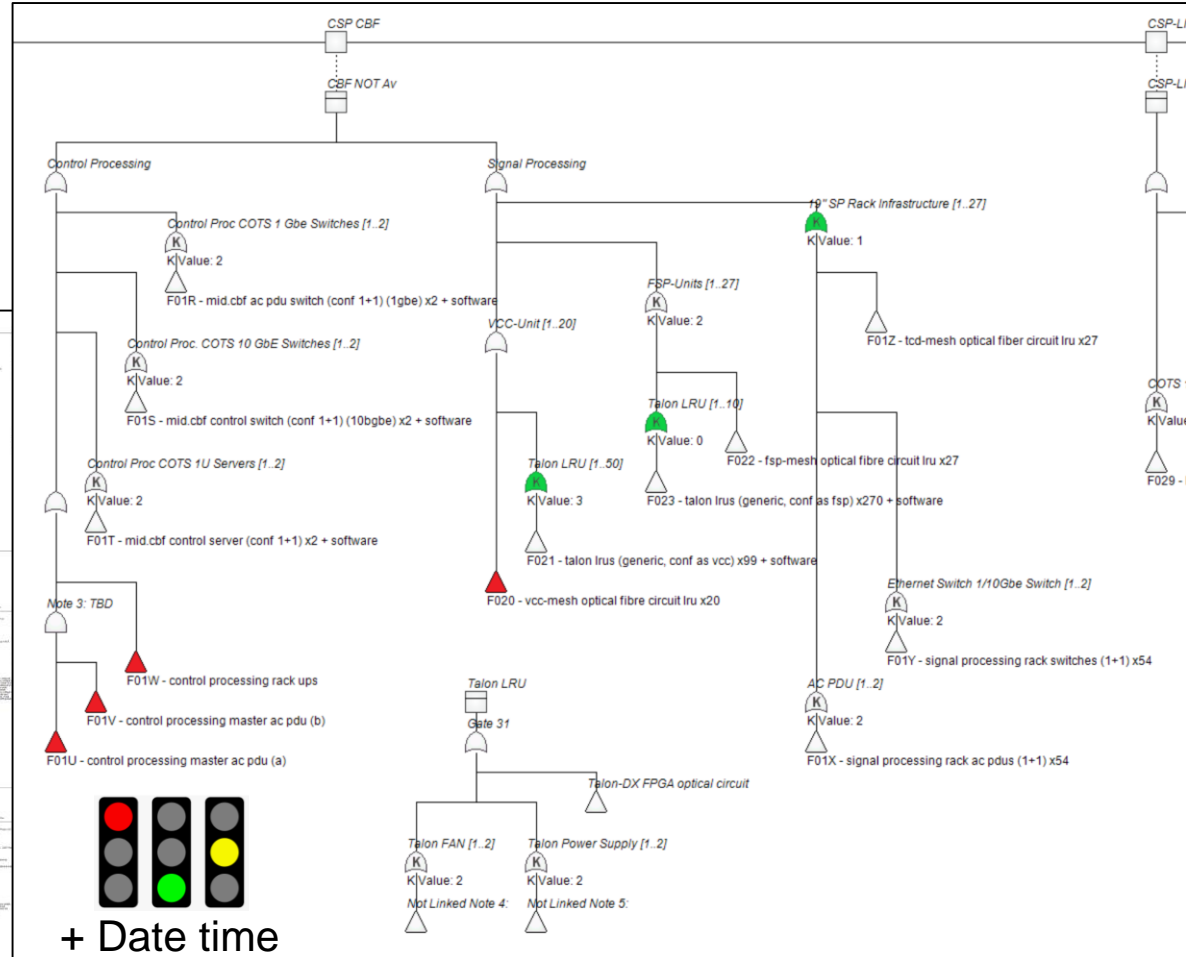 CSP CBF
CSP-LI
CBF NOT Av
CSP-LI
Control Processing
Signal Processing
19" SP Rack Infrastructure [1..27]
K
K Value: 1
Control Proc COTS 1 Gbe Switches [1..2]
K
K Value: 2
F01R - mid.cbf ac pdu switch (conf 1+1) (1gbe) x2 + software
FSP-Units [1..27]
K
K Value: 2
VCC-Unit [1..20]
F01Z - tcd-mesh optical fiber circuit lru x27
Control Proc. COTS 10 GbE Switches [1..2]
K
K Value: 2
F01S - mid.cbf control switch (conf 1+1) (10bgbe) x2 + software
COTS
K
K Value
F029 -
Talon LRU [1..10]
K
K Value: 0
F022 - fsp-mesh optical fibre circuit lru x27
F023 - talon lrus (generic, conf as fsp) x270 + software
Control Proc COTS 1U Servers [1..2]
K
K Value: 2
F01T - mid.cbf control server (conf 1+1) x2 + software
Talon LRU [1..50]
K
K Value: 3
F021 - talon lrus (generic, conf as vcc) x99 + software
F020 - vcc-mesh optical fibre circuit lru x20
Ethernet Switch 1/10Gbe Switch [1..2]
K
K Value: 2
F01Y - signal processing rack switches (1+1) x54
Note 3: TBD
F01W - control processing rack ups
F01V - control processing master ac pdu (b)
F01U - control processing master ac pdu (a)
AC PDU [1..2]
K
K Value: 2
F01X - signal processing rack ac pdus (1+1) x54
Talon LRU
Gate 31
Talon-DX FPGA optical circuit
Talon FAN [1..2]
K
K Value: 2
Not Linked Note 4:
Talon Power Supply [1..2]
K
K Value: 2
Not Linked Note 5:
+ Date time